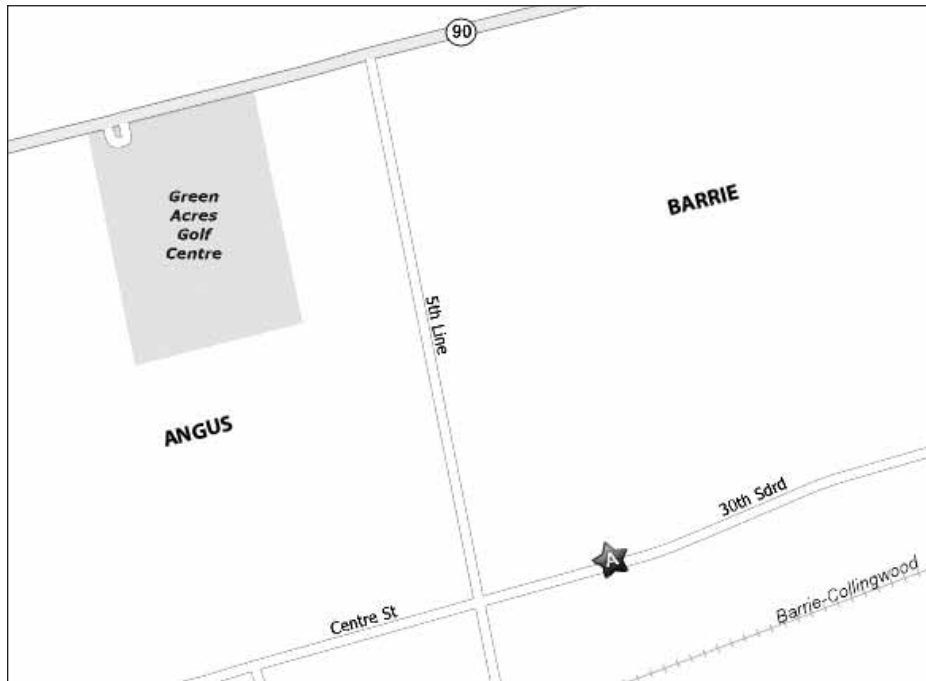 90
Green
Acres
Golf
Centre
BARRIE
5th Line
ANGUS
30th Sdrd
A
Barrie-Collingwood
Centre St